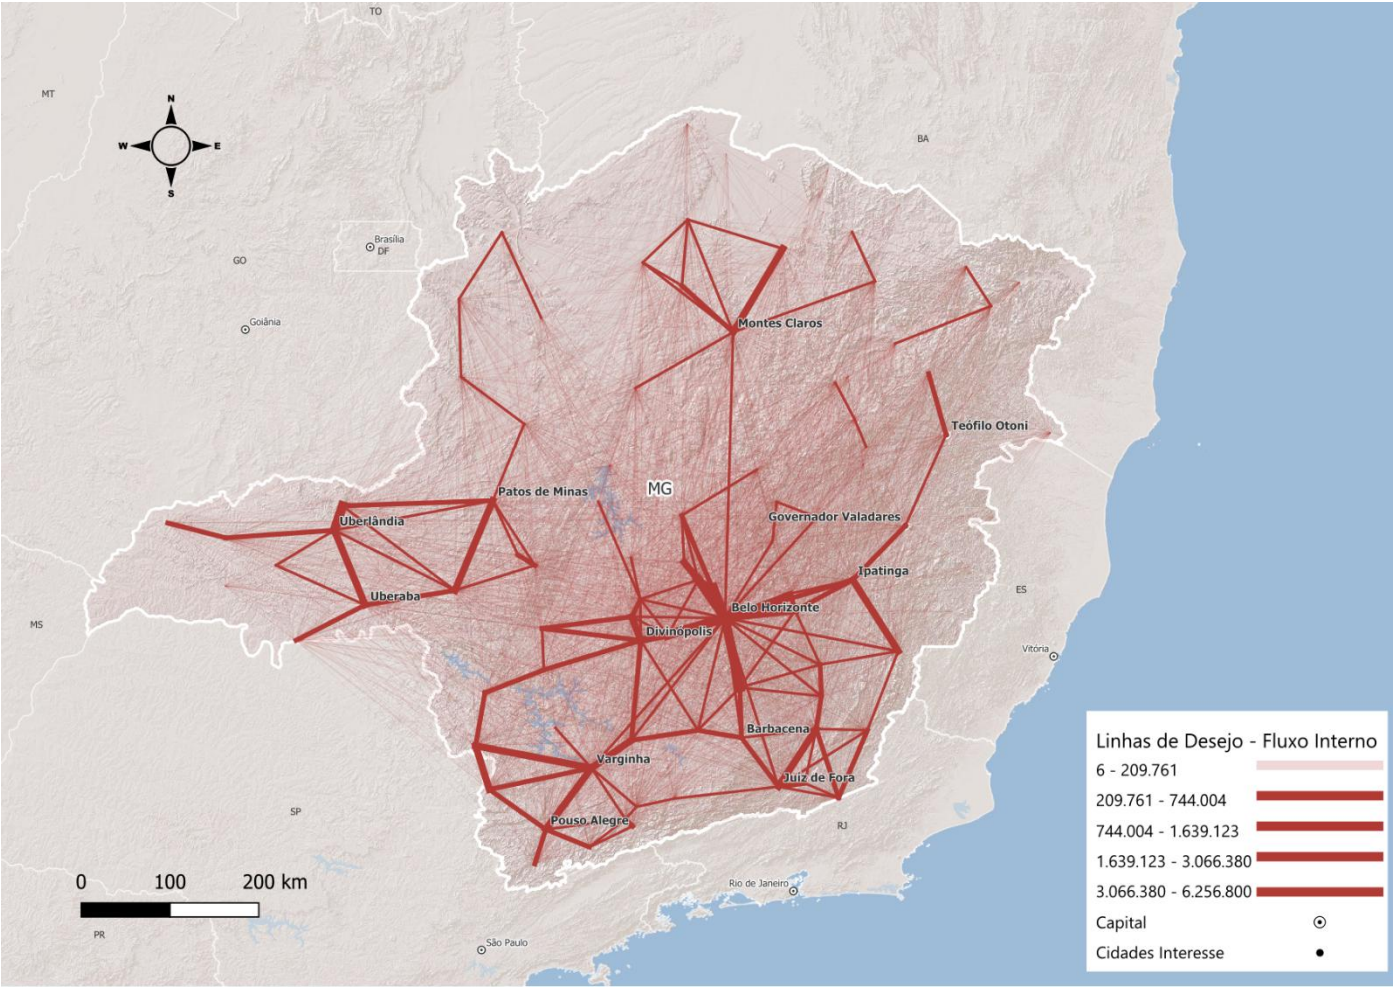 TO
MT
N
W
E
S
BA
Brasília
DF
GO
Goiânia
Montes Claros
Teófilo Otoni
MG
Patos de Minas
Uberlândia
Governador Valadares
Ipatinga
Uberaba
Belo Horizonte
Divinópolis
ES
MS
Vitória
Barbacena
Varginha
Juiz de Fora
Pouso Alegre
SP
RJ
Rio de Janeiro
0 100 200 km
PR
São Paulo
Linhas de Desejo - Fluxo Interno
6 - 209.761
209.761 - 744.004
744.004 - 1.639.123
1.639.123 - 3.066.380
3.066.380 - 6.256.800
Capital
Cidades Interesse